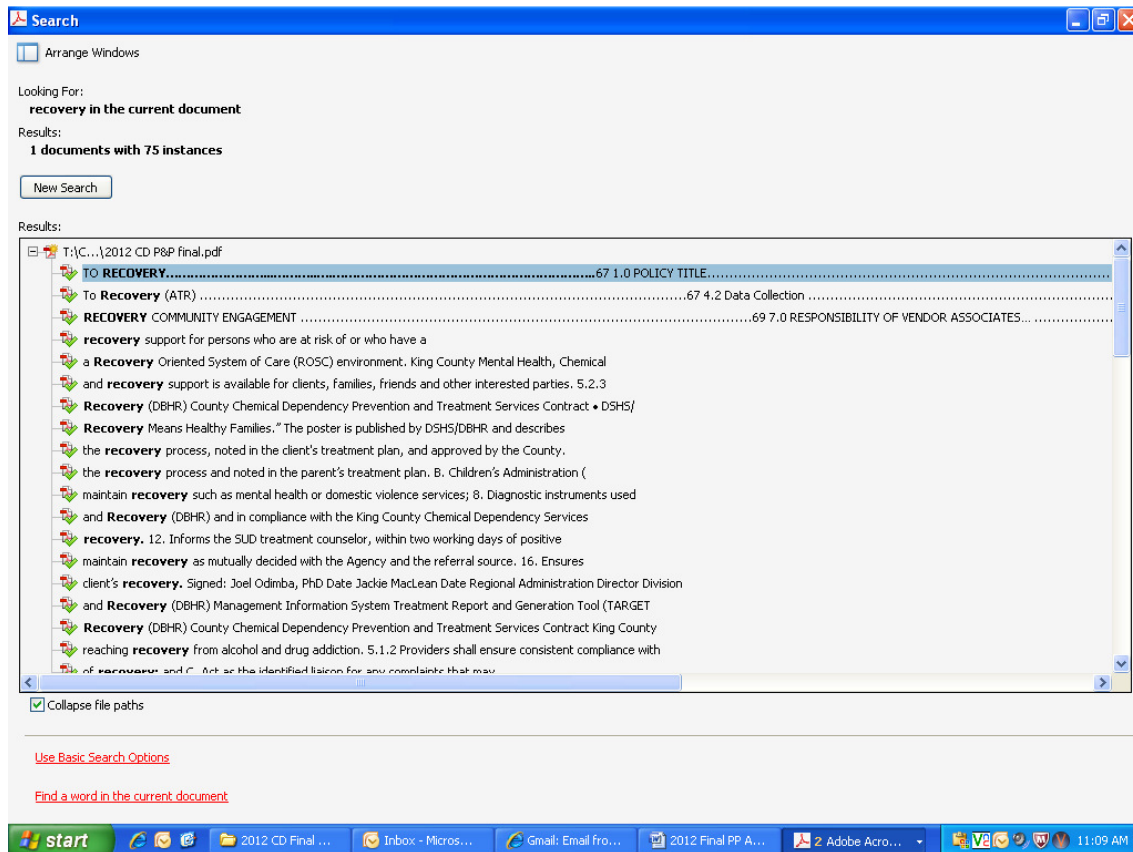 Search
Arrange Windows
Looking For:
recovery in the current document
Results:
1 documents with 75 instances
New Search
Results:
T:\C...\2012 CD P&P final.pdf
TO RECOVERY..........................................................................................................67 1.0 POLICY TITLE..........................................................................................................
To Recovery (ATR) ..........................................................................................................67 4.2 Data Collection ..........................................................................................................
RECOVERY COMMUNITY ENGAGEMENT ..........................................................................................................69 7.0 RESPONSIBILITY OF VENDOR ASSOCIATES... ....................
recovery support for persons who are at risk of or who have a
a Recovery Oriented System of Care (ROSC) environment. King County Mental Health, Chemical
and recovery support is available for clients, families, friends and other interested parties. 5.2.3
Recovery (DBHR) County Chemical Dependency Prevention and Treatment Services Contract • DSHS/
Recovery Means Healthy Families.” The poster is published by DSHS/DBHR and describes
the recovery process, noted in the client's treatment plan, and approved by the County.
the recovery process and noted in the parent’s treatment plan. B. Children’s Administration (
maintain recovery such as mental health or domestic violence services; 8. Diagnostic instruments used
and Recovery (DBHR) and in compliance with the King County Chemical Dependency Services
recovery. 12. Informs the SUD treatment counselor, within two working days of positive
maintain recovery as mutually decided with the Agency and the referral source. 16. Ensures
client’s recovery. Signed: Joel Odimba, PhD Date Jackie MacLean Date Regional Administration Director Division
and Recovery (DBHR) Management Information System Treatment Report and Generation Tool (TARGET
Recovery (DBHR) County Chemical Dependency Prevention and Treatment Services Contract King County
reaching recovery from alcohol and drug addiction. 5.1.2 Providers shall ensure consistent compliance with
of recovery; and C. Act as the identified liaison for any complaints that may
Collapse file paths
Use Basic Search Options
Find a word in the current document
start 2012 CD Final ... Inbox - Micros... Gmail: Email fro... 2012 Final PP A... 2 Adobe Acro... 11:09 AM